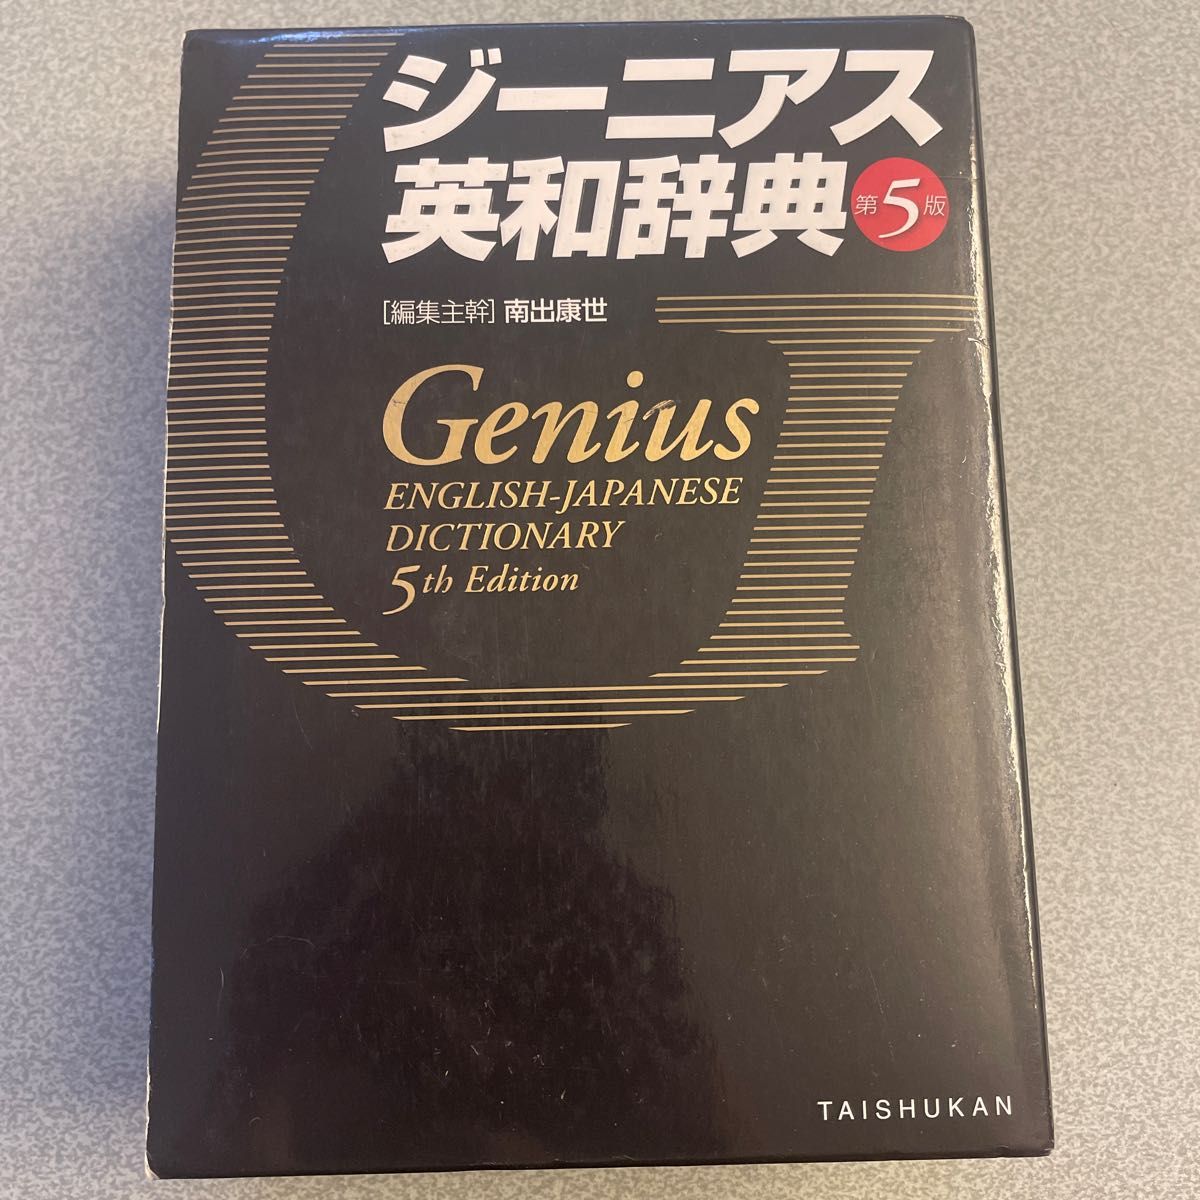 ジーニアス
英和辞典 第5版
[編集主幹] 南出康世
Genius
ENGLISH-JAPANESE
DICTIONARY
5th Edition
TAISHUKAN